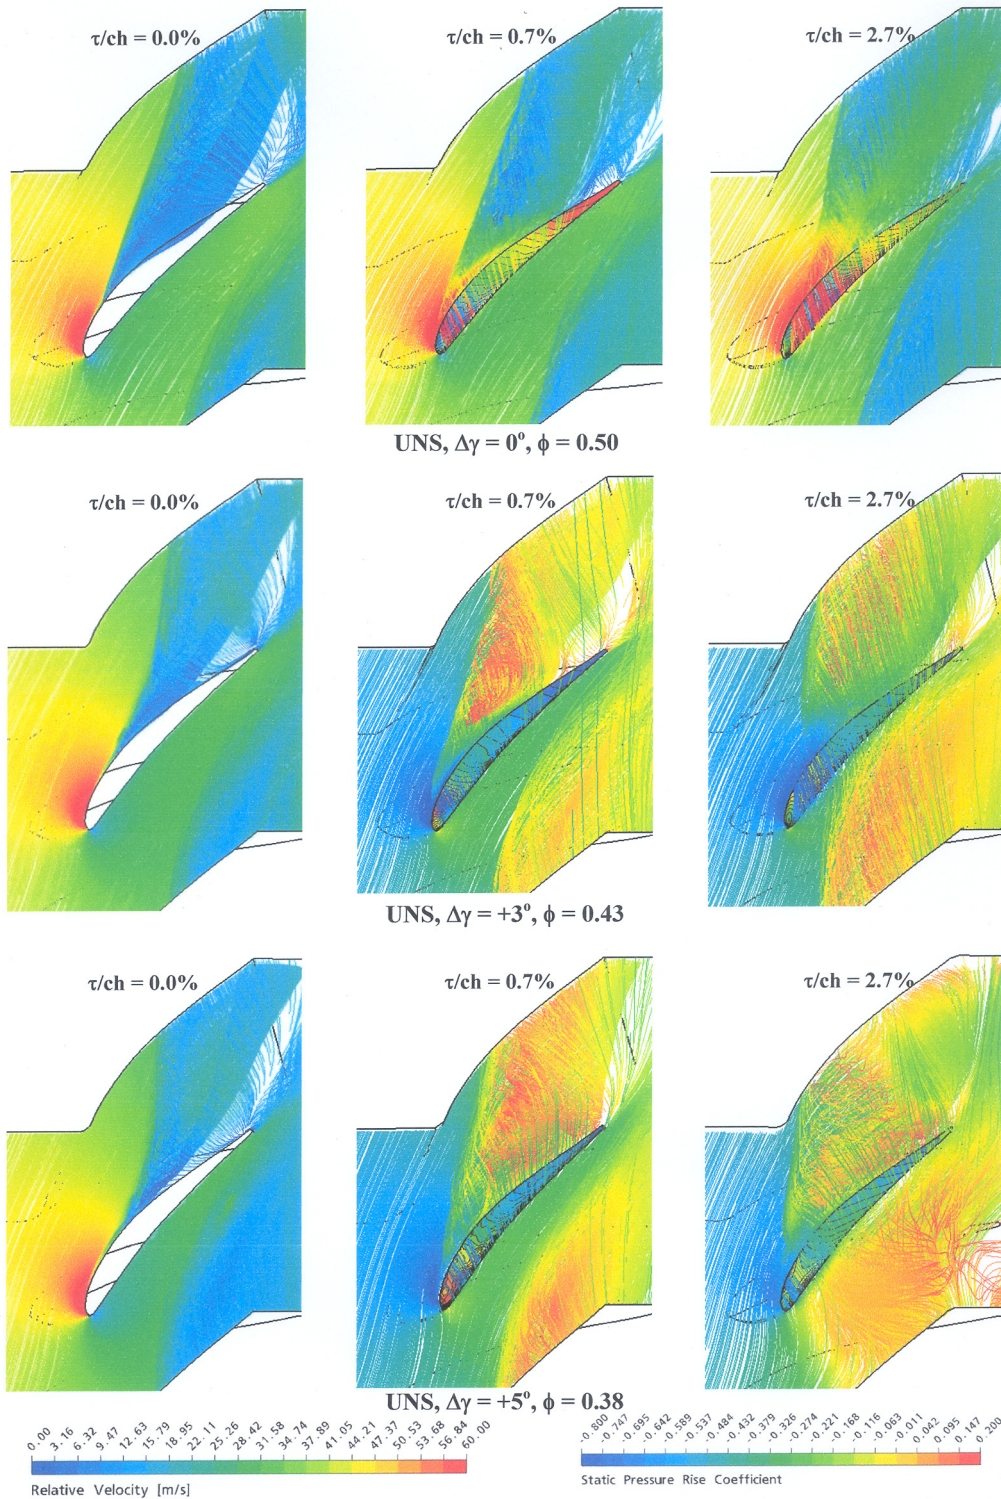 τ/ch = 0.0% τ/ch = 0.7% τ/ch = 2.7%
UNS, Δγ = 0°, ϕ = 0.50
τ/ch = 0.0% τ/ch = 0.7% τ/ch = 2.7%
UNS, Δγ = +3°, ϕ = 0.43
τ/ch = 0.0% τ/ch = 0.7% τ/ch = 2.7%
UNS, Δγ = +5°, ϕ = 0.38
0.00 3.16 6.32 9.47 12.63 15.79 18.95 22.11 25.26 28.42 31.58 34.74 37.89 41.05 44.21 47.37 50.53 53.68 56.84 60.00
Relative Velocity [m/s]
-0.800 -0.747 -0.695 -0.642 -0.589 -0.537 -0.484 -0.432 -0.379 -0.326 -0.274 -0.221 -0.168 -0.116 -0.063 -0.011 0.042 0.095 0.147 0.200
Static Pressure Rise Coefficient